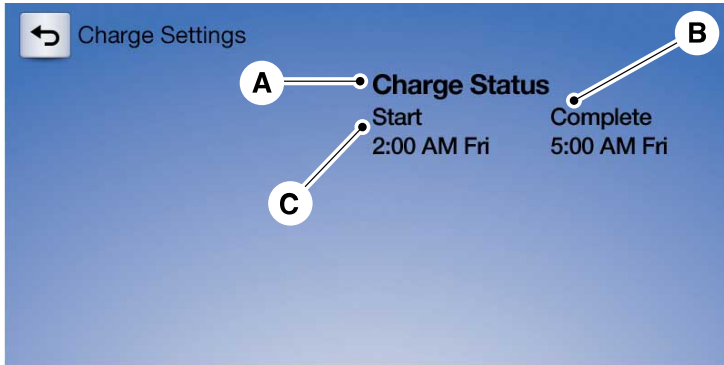 Charge Settings
B
A
Charge Status
Start Complete
2:00 AM Fri 5:00 AM Fri
C